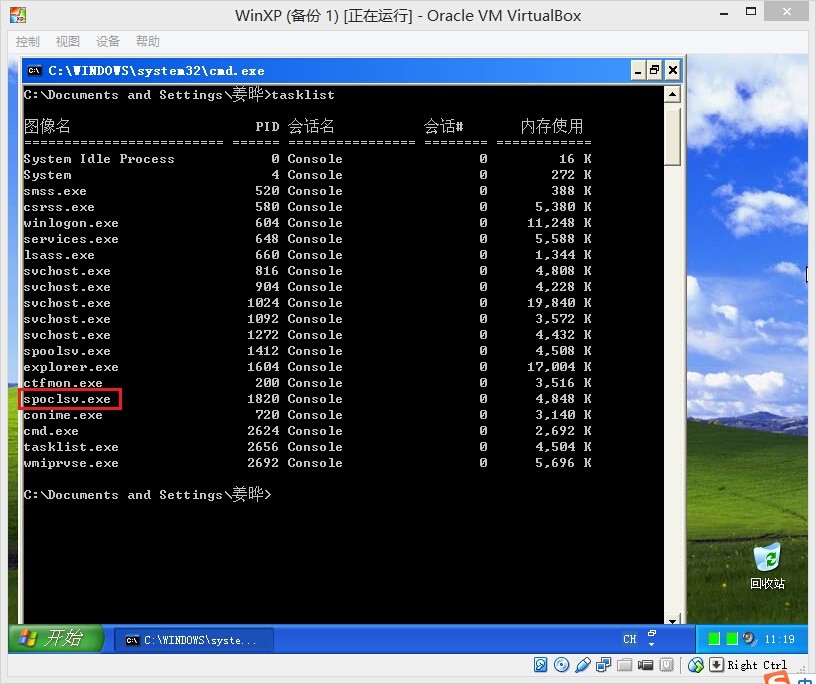 WinXP (备份 1) [正在运行] - Oracle VM VirtualBox
控制 视图 设备 帮助
C:\WINDOWS\system32\cmd.exe
C:\Documents and Settings\姜晔>tasklist
图像名 PID 会话名 会话# 内存使用
========================= ====== ================ ======== ============
System Idle Process 0 Console 0 16 K
System 4 Console 0 272 K
smss.exe 520 Console 0 388 K
csrss.exe 580 Console 0 5,380 K
winlogon.exe 604 Console 0 11,248 K
services.exe 648 Console 0 5,588 K
lsass.exe 660 Console 0 1,344 K
svchost.exe 816 Console 0 4,808 K
svchost.exe 904 Console 0 4,228 K
svchost.exe 1024 Console 0 19,840 K
svchost.exe 1092 Console 0 3,572 K
svchost.exe 1272 Console 0 4,432 K
spoolsv.exe 1412 Console 0 4,508 K
explorer.exe 1604 Console 0 17,004 K
ctfmon.exe 200 Console 0 3,516 K
spoclsv.exe 1820 Console 0 4,848 K
conime.exe 720 Console 0 3,140 K
cmd.exe 2624 Console 0 2,692 K
tasklist.exe 2656 Console 0 4,504 K
wmiprvse.exe 2692 Console 0 5,696 K
C:\Documents and Settings\姜晔>
回收站
开始 C:\WINDOWS\syste... CH 11:19
Right Ctrl